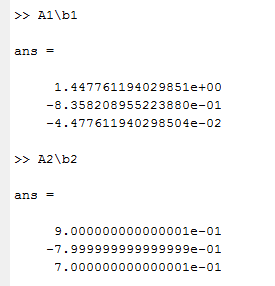 >> A1\b1
ans =
1.447761194029851e+00
-8.358208955223880e-01
-4.477611940298504e-02
>> A2\b2
ans =
9.000000000000001e-01
-7.999999999999999e-01
7.000000000000001e-01